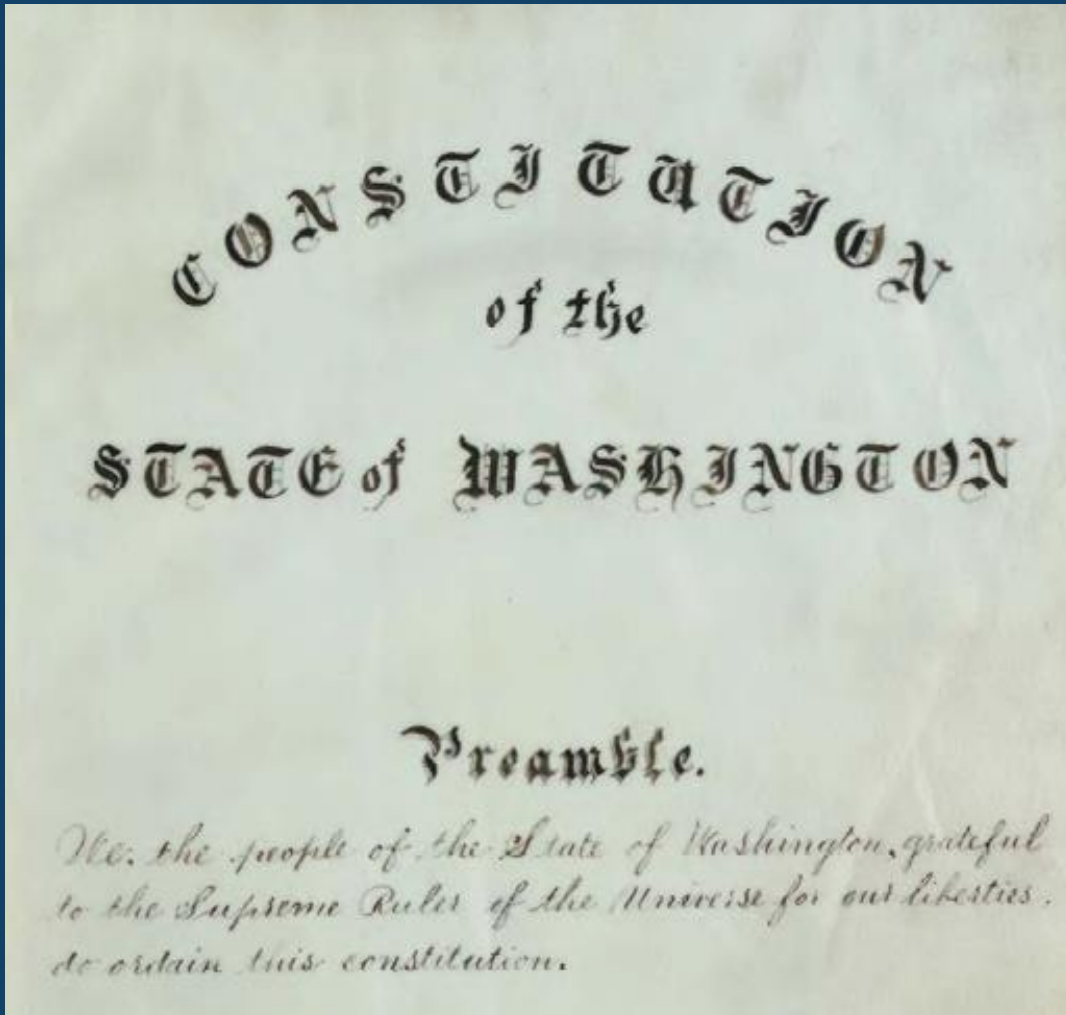 CONSTITUTION
of the
STATE of WASHINGTON
Preamble.
We, the people of the State of Washington, grateful
to the Supreme Ruler of the Universe for our liberties,
do ordain this constitution.